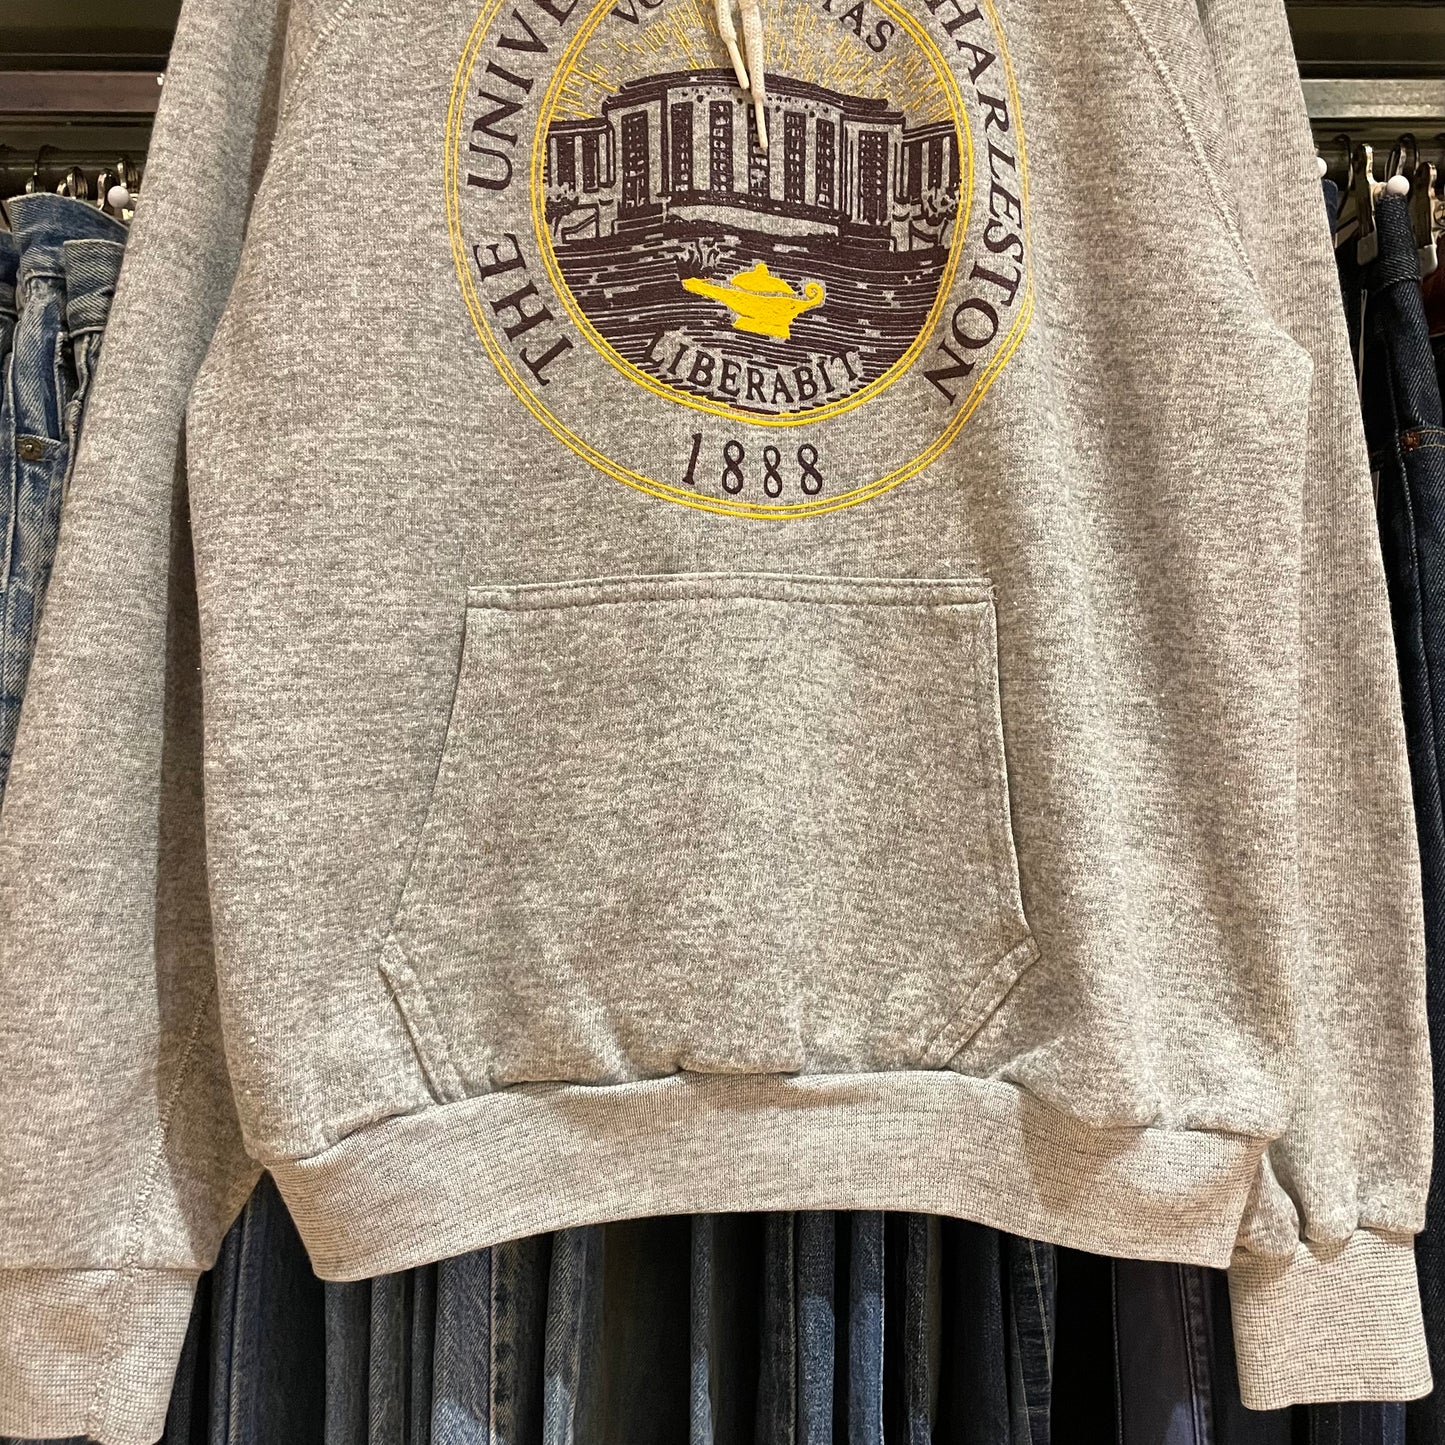 THE UNIVE
HARLESTON
LIBERABIT
1888